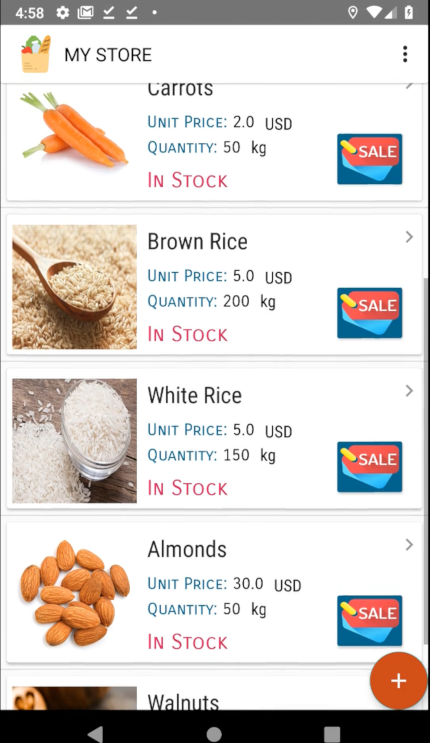 4:58
MY STORE
Carrots
UNIT PRICE: 2.0 USD
QUANTITY: 50 kg
SALE
IN STOCK
Brown Rice
UNIT PRICE: 5.0 USD
QUANTITY: 200 kg
SALE
IN STOCK
White Rice
UNIT PRICE: 5.0 USD
QUANTITY: 150 kg
SALE
IN STOCK
Almonds
UNIT PRICE: 30.0 USD
QUANTITY: 50 kg
SALE
IN STOCK
Walnuts